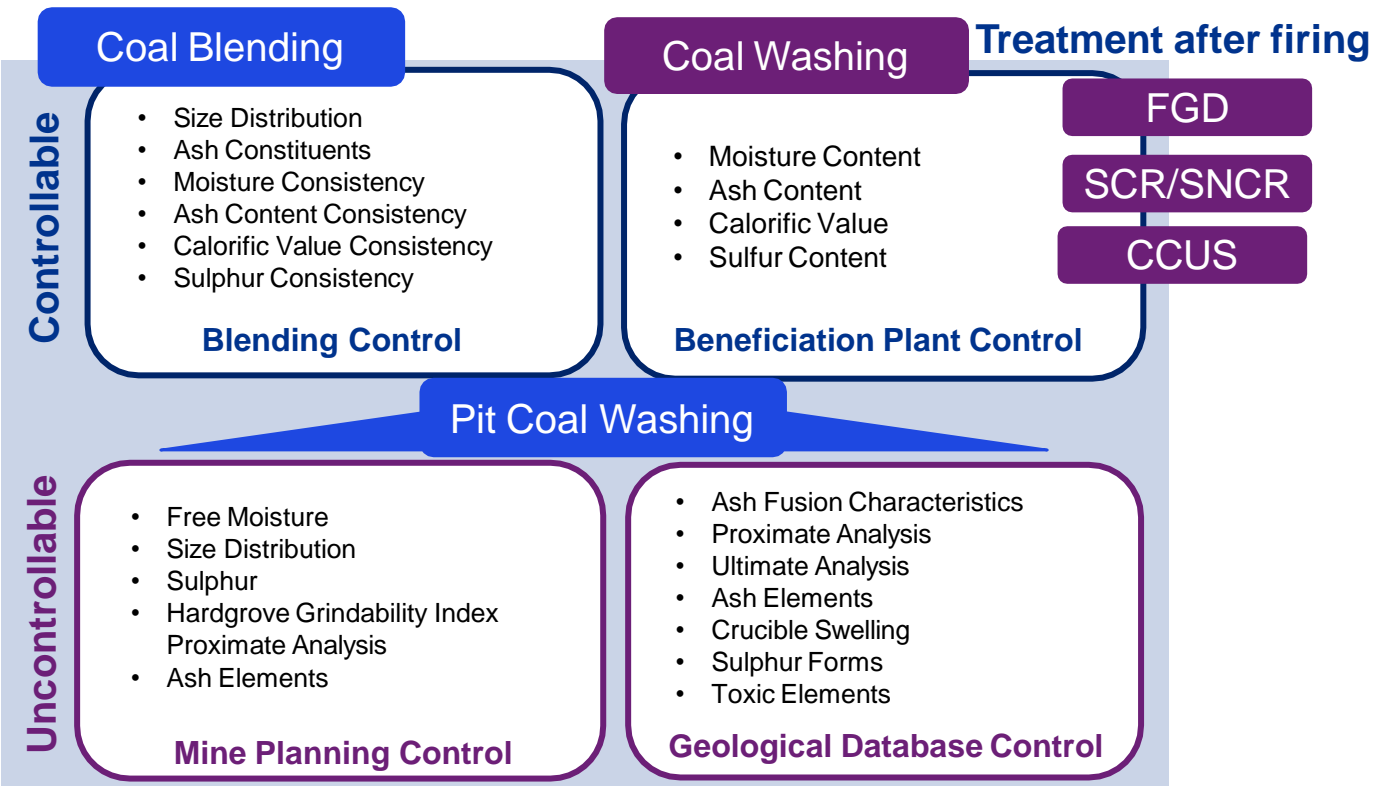 Coal Blending
Coal Washing
Treatment after firing
Controllable
• Size Distribution
• Ash Constituents
• Moisture Consistency
• Ash Content Consistency
• Calorific Value Consistency
• Sulphur Consistency
Blending Control
• Moisture Content
• Ash Content
• Calorific Value
• Sulfur Content
Beneficiation Plant Control
FGD
SCR/SNCR
CCUS
Pit Coal Washing
Uncontrollable
• Free Moisture
• Size Distribution
• Sulphur
• Hardgrove Grindability Index
Proximate Analysis
• Ash Elements
Mine Planning Control
• Ash Fusion Characteristics
• Proximate Analysis
• Ultimate Analysis
• Ash Elements
• Crucible Swelling
• Sulphur Forms
• Toxic Elements
Geological Database Control